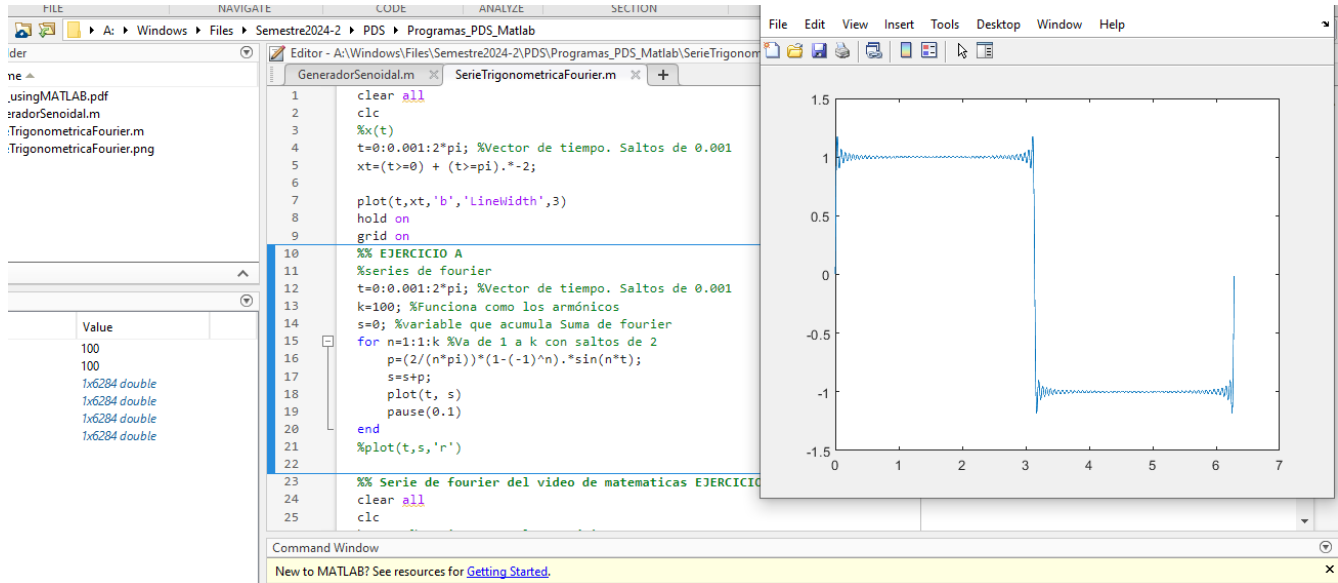 FILE NAVIGATE CODE ANALYZE SECTION
A: Windows Files Semestre2024-2 PDS Programas_PDS_Matlab
lder
me
_usingMATLAB.pdf
eradorSenoidal.m
TrigonometricaFourier.m
TrigonometricaFourier.png
Value
100
100
1x6284 double
1x6284 double
1x6284 double
1x6284 double
Editor - A:\Windows\Files\Semestre2024-2\PDS\Programas_PDS_Matlab\SerieTrigonom
GeneradorSenoidal.m SerieTrigonometricaFourier.m +
1 clear all
2 clc
3 %x(t)
4 t=0:0.001:2*pi; %Vector de tiempo. Saltos de 0.001
5 xt=(t>=0) + (t>=pi).*-2;
6
7 plot(t,xt,'b','LineWidth',3)
8 hold on
9 grid on
10 %% EJERCICIO A
11 %series de fourier
12 t=0:0.001:2*pi; %Vector de tiempo. Saltos de 0.001
13 k=100; %Funciona como los armónicos
14 s=0; %variable que acumula Suma de fourier
15 for n=1:1:k %Va de 1 a k con saltos de 2
16 p=(2/(n*pi))*(1-(-1)^n).*sin(n*t);
17 s=s+p;
18 plot(t, s)
19 pause(0.1)
20 end
21 %plot(t,s,'r')
22
23 %% Serie de fourier del video de matematicas EJERCICIO
24 clear all
25 clc
Command Window
New to MATLAB? See resources for Getting Started.
File Edit View Insert Tools Desktop Window Help
1.5
1
0.5
0
-0.5
-1
-1.5
0 1 2 3 4 5 6 7